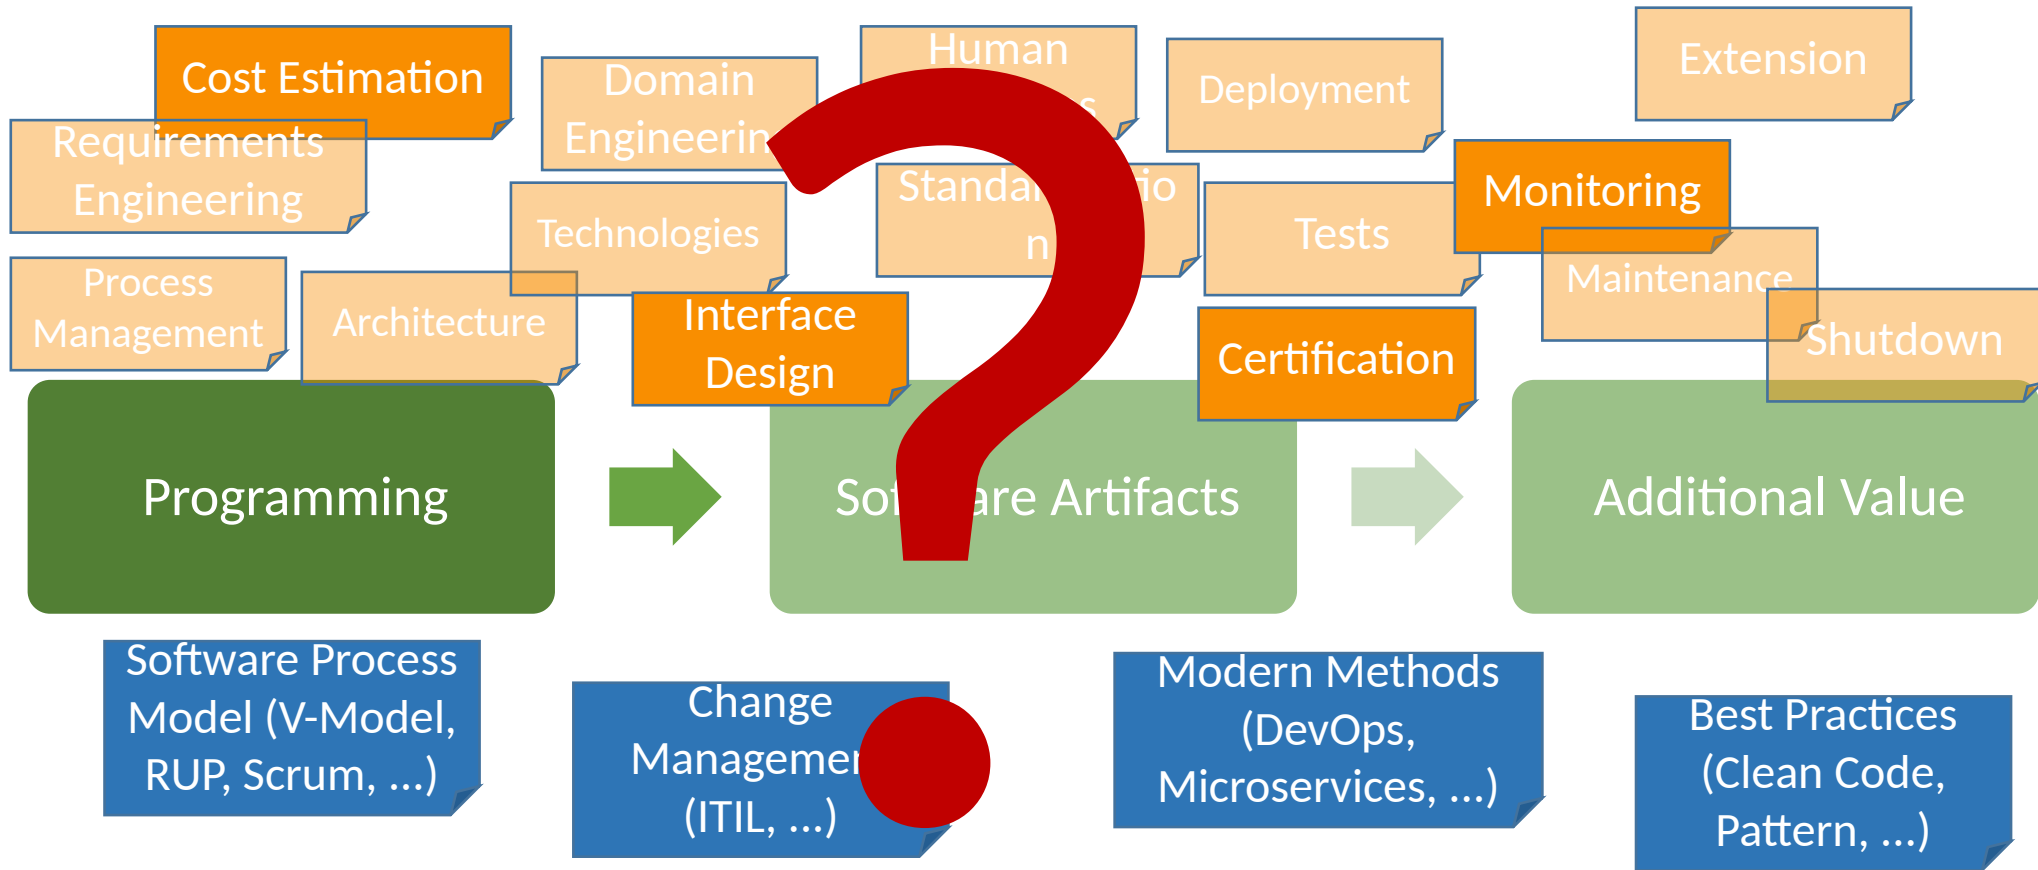 Cost Estimation
Domain
Human
Deployment
Extension
Requirements
Engineering
Technologies
Tests
Monitoring
Process
Management
Architecture
Interface
Design
Certification
Maintenance
Shutdown
Programming
Artifacts
Additional Value
Software Process
Model (V-Model,
RUP, Scrum, ...)
Change
(ITIL, ...)
Modern Methods
(DevOps,
Microservices, ...)
Best Practices
(Clean Code,
Pattern, ...)